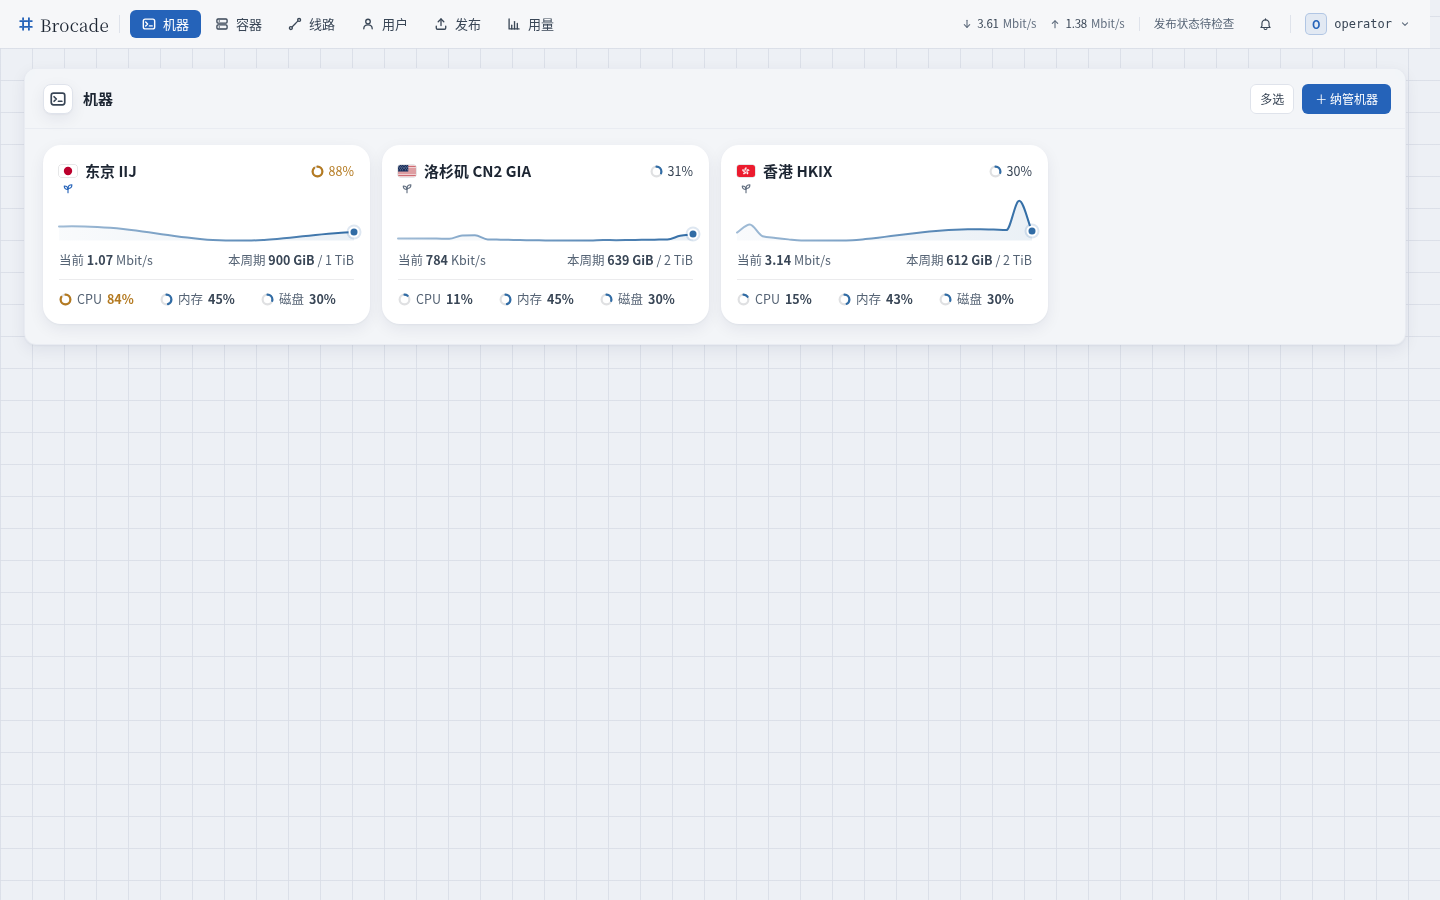 Brocade 机器 容器 线路 用户 发布 用量 ↓ 3.61 Mbit/s ↑ 1.38 Mbit/s 发布状态待检查 O operator
机器 多选 + 纳管机器
东京 IIJ 88%
当前 1.07 Mbit/s 本周期 900 GiB / 1 TiB
CPU 84% 内存 45% 磁盘 30%
洛杉矶 CN2 GIA 31%
当前 784 Kbit/s 本周期 639 GiB / 2 TiB
CPU 11% 内存 45% 磁盘 30%
香港 HKIX 30%
当前 3.14 Mbit/s 本周期 612 GiB / 2 TiB
CPU 15% 内存 43% 磁盘 30%